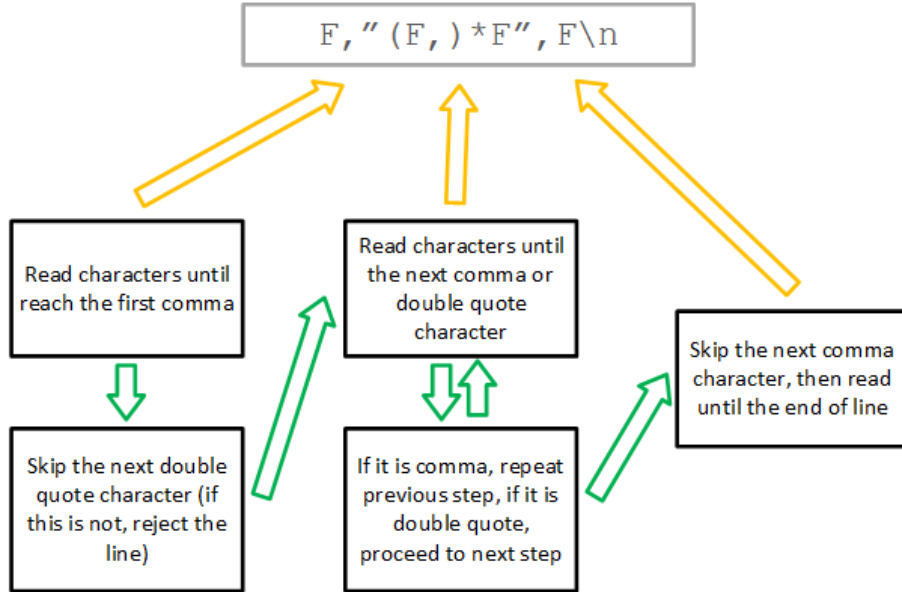 F,”(F,)*F”,F\n
Read characters until
reach the first comma
Read characters until
the next comma or
double quote
character
Skip the next comma
character, then read
until the end of line
Skip the next double
quote character (if
this is not, reject the
line)
If it is comma, repeat
previous step, if it is
double quote,
proceed to next step